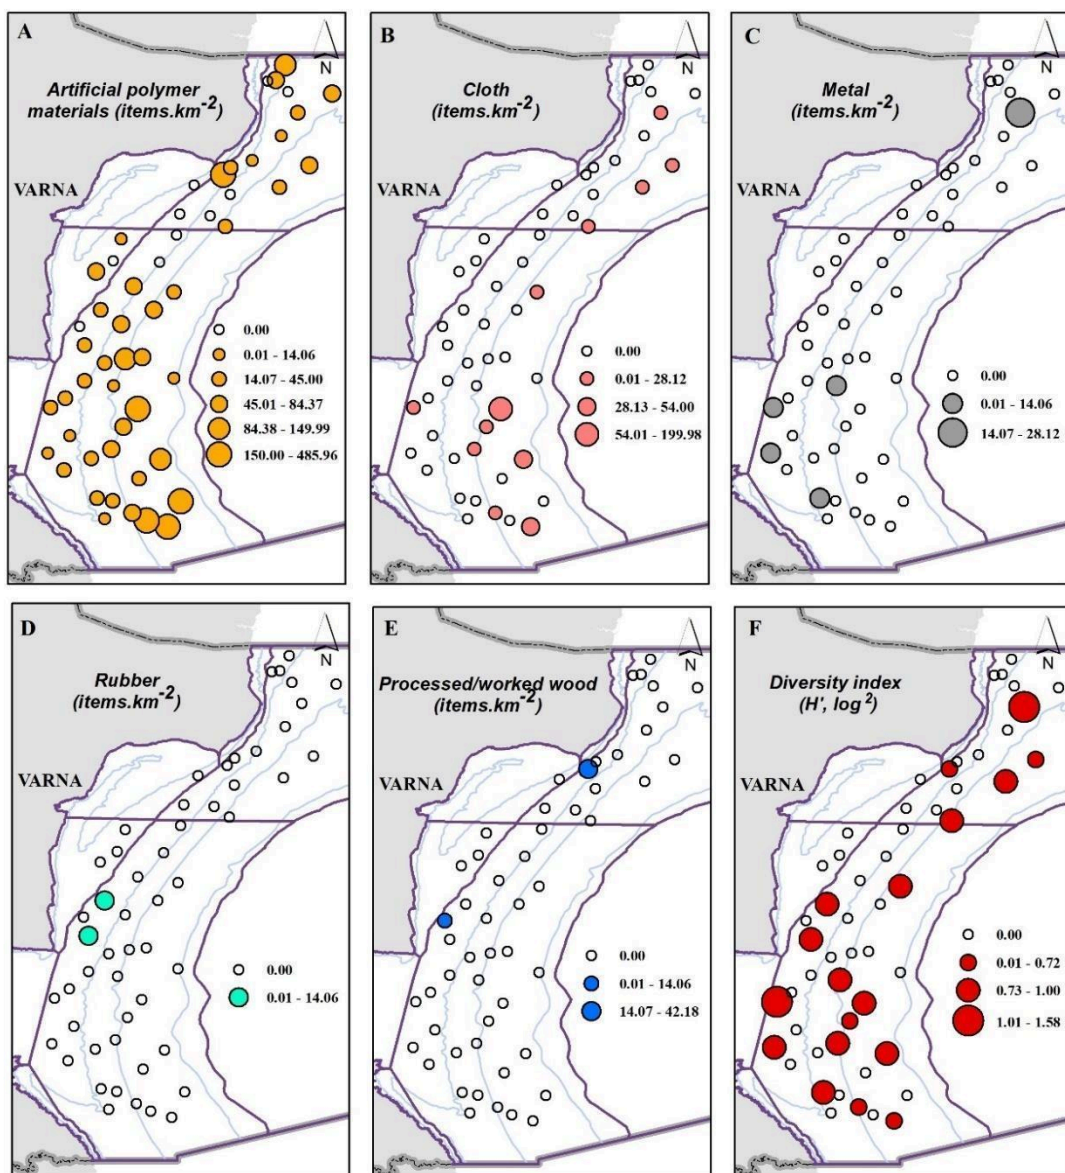 A
N
Artificial polymer
materials (items.km-2)
VARNA
0.00
0.01 - 14.06
14.07 - 45.00
45.01 - 84.37
84.38 - 149.99
150.00 - 485.96
B
N
Cloth
(items.km-2)
VARNA
0.00
0.01 - 28.12
28.13 - 54.00
54.01 - 199.98
C
N
Metal
(items.km-2)
VARNA
0.00
0.01 - 14.06
14.07 - 28.12
D
N
Rubber
(items.km-2)
VARNA
0.00
0.01 - 14.06
E
N
Processed/worked wood
(items.km-2)
VARNA
0.00
0.01 - 14.06
14.07 - 42.18
F
N
Diversity index
(H', log2)
VARNA
0.00
0.01 - 0.72
0.73 - 1.00
1.01 - 1.58